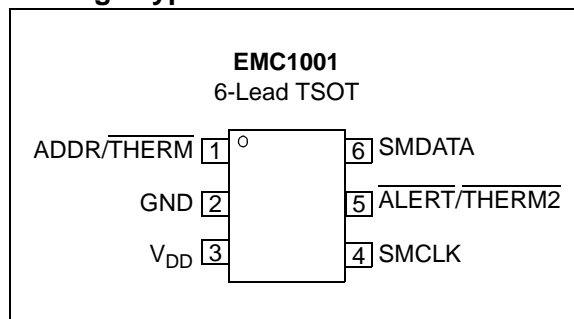 EMC1001
6-Lead TSOT
ADDR/THERM 1 6 SMDATA
GND 2 5 ALERT/THERM2
VDD 3 4 SMCLK